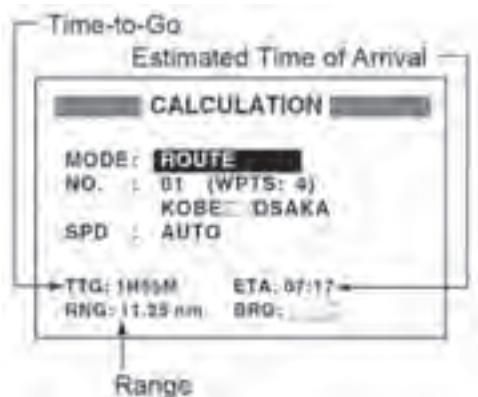 Time-to-Go
Estimated Time of Arrival
CALCULATION
MODE: ROUTE
NO. : 01 (WPTS: 4)
KOBE OSAKA
SPD : AUTO
TTG: ETA: 07:17
RNG: 11.25 nm BRG:
Range